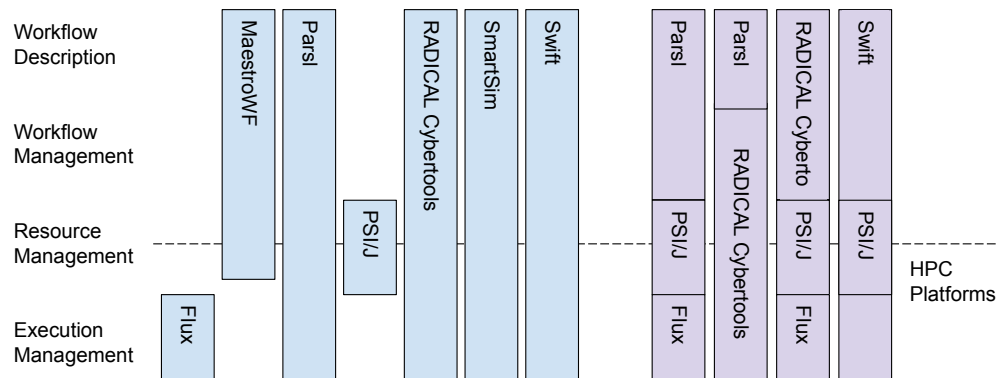 Workflow
Description
Workflow
Management
Resource
Management
Execution
Management
Flux
MaestroWF
Parsl
PSI/J
RADICAL Cybertools
SmartSim
Swift
Parsl
PSI/J
Flux
Parsl
RADICAL Cybertools
RADICAL Cyberto
PSI/J
Flux
Swift
PSI/J
HPC
Platforms